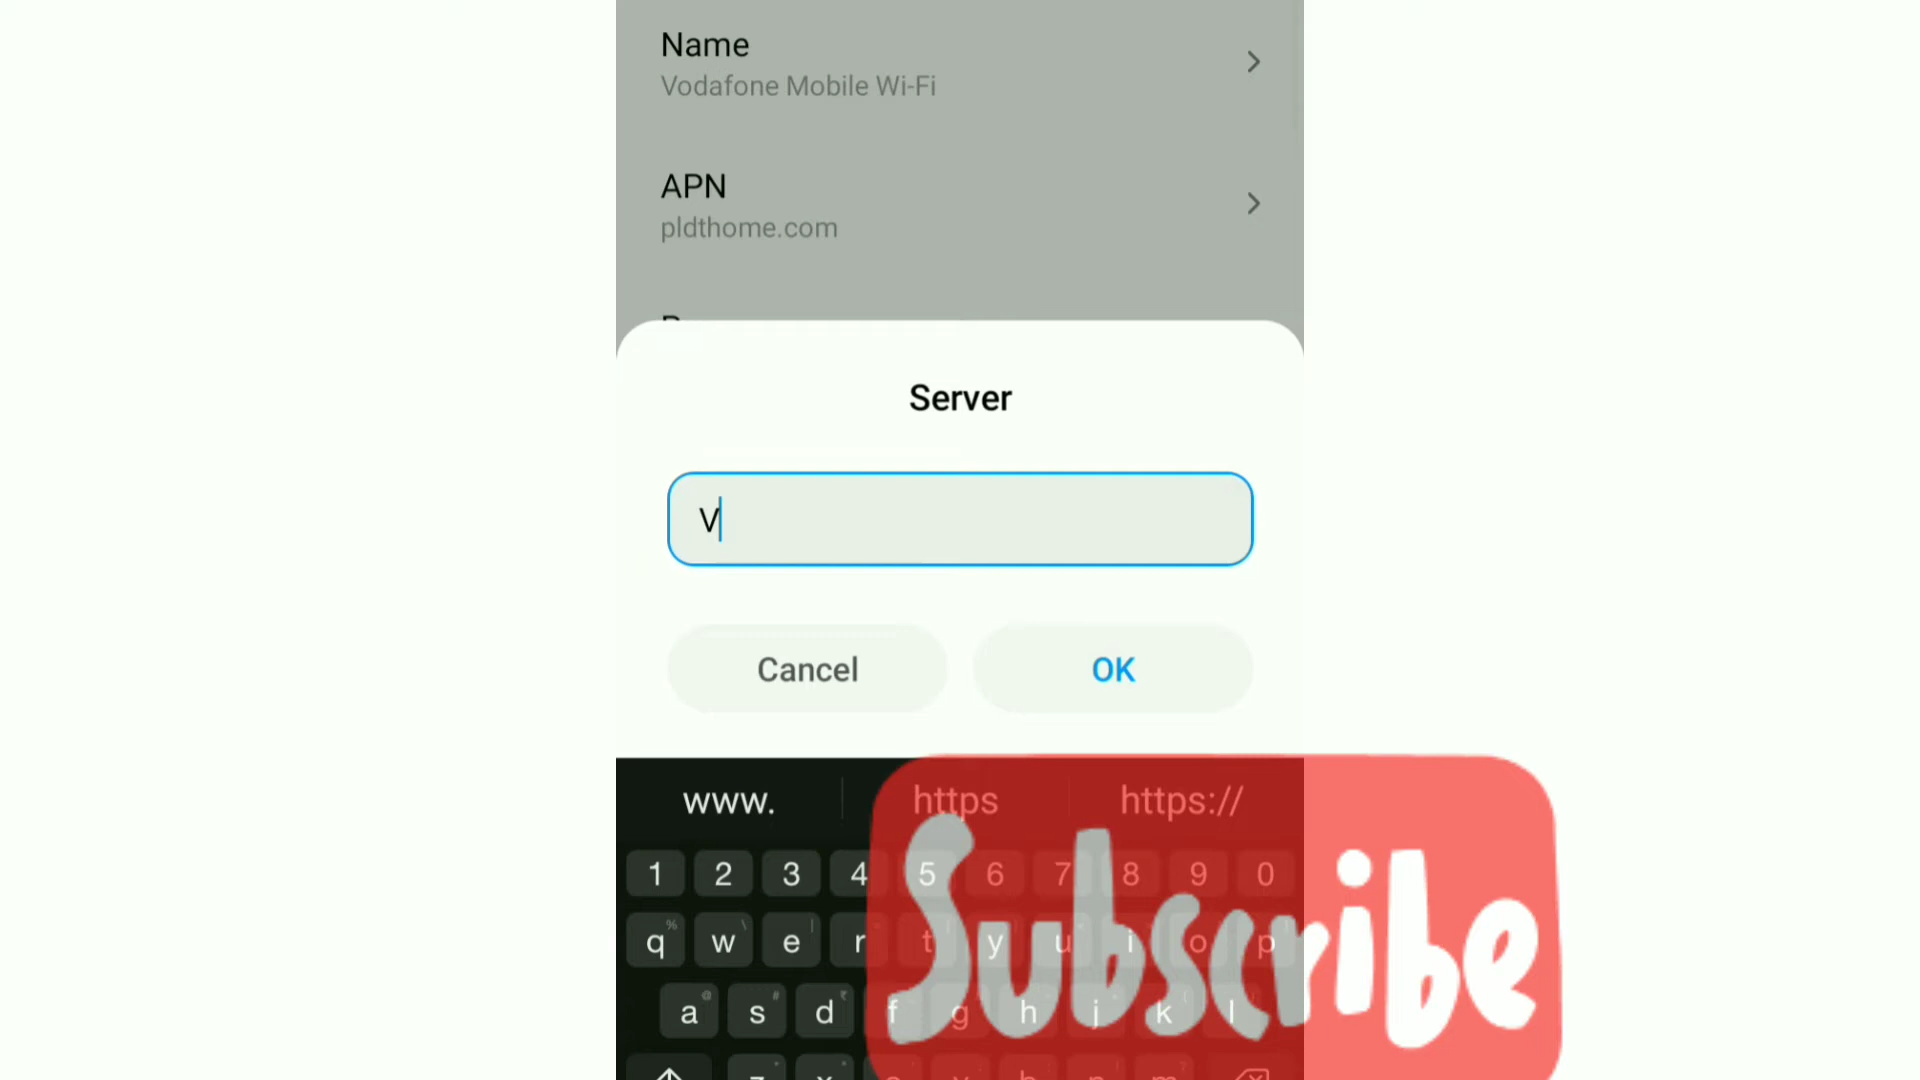 Name
Vodafone Mobile Wi-Fi
APN
pldthome.com
Server
V
Cancel
OK
www. https https://
1 2 3 4 5 6 7 8 9 0
q w e r t y u i o p
a s d f g h j k l
Subscribe